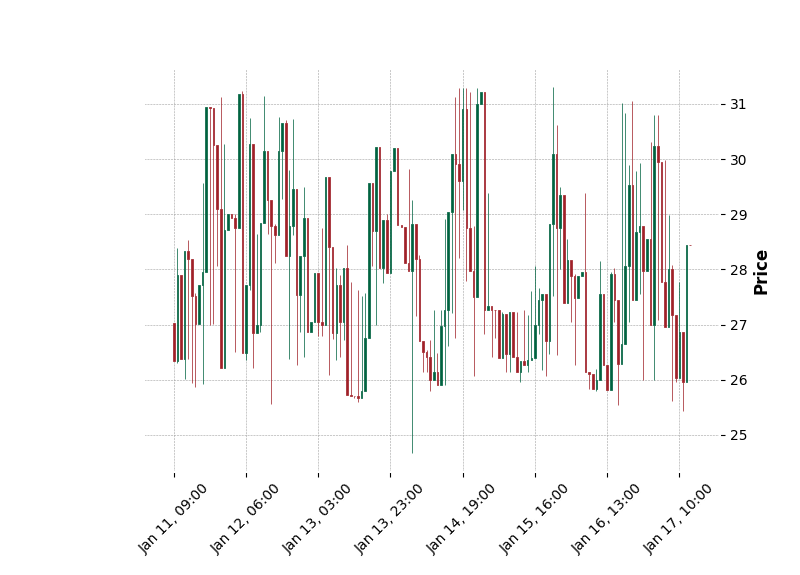 31
30
29
28
27
26
25
Price
Jan 11, 09:00
Jan 12, 06:00
Jan 13, 03:00
Jan 13, 23:00
Jan 14, 19:00
Jan 15, 16:00
Jan 16, 13:00
Jan 17, 10:00